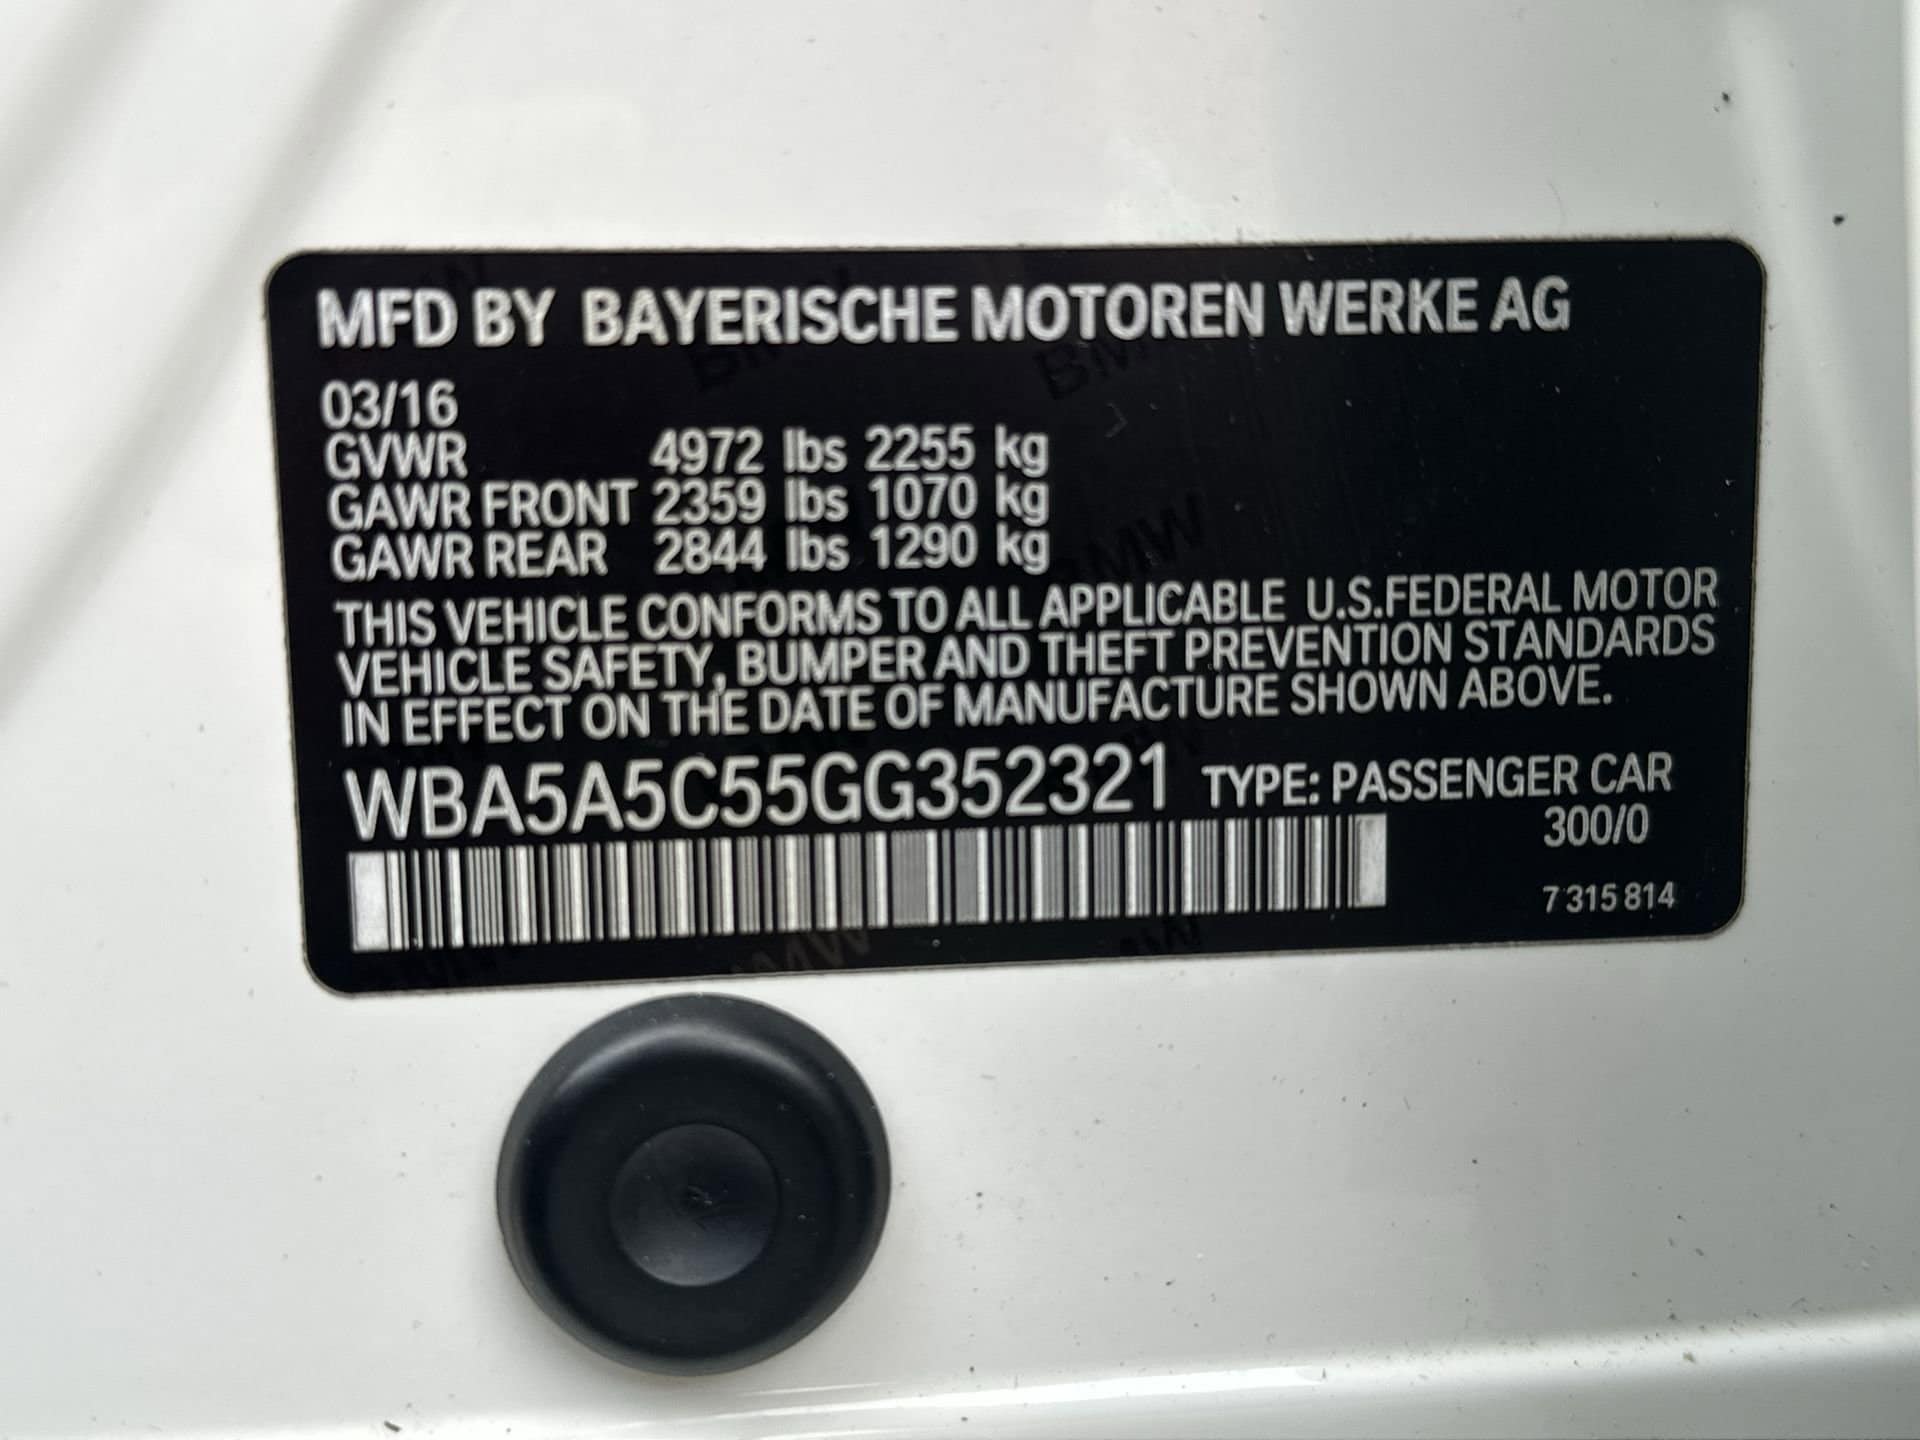 MFD BY BAYERISCHE MOTOREN WERKE AG
03/16
GVWR 4972 lbs 2255 kg
GAWR FRONT 2359 lbs 1070 kg
GAWR REAR 2844 lbs 1290 kg
THIS VEHICLE CONFORMS TO ALL APPLICABLE U.S.FEDERAL MOTOR
VEHICLE SAFETY, BUMPER AND THEFT PREVENTION STANDARDS
IN EFFECT ON THE DATE OF MANUFACTURE SHOWN ABOVE.
WBA5A5C55GG352321 TYPE: PASSENGER CAR
300/0
7 315 814